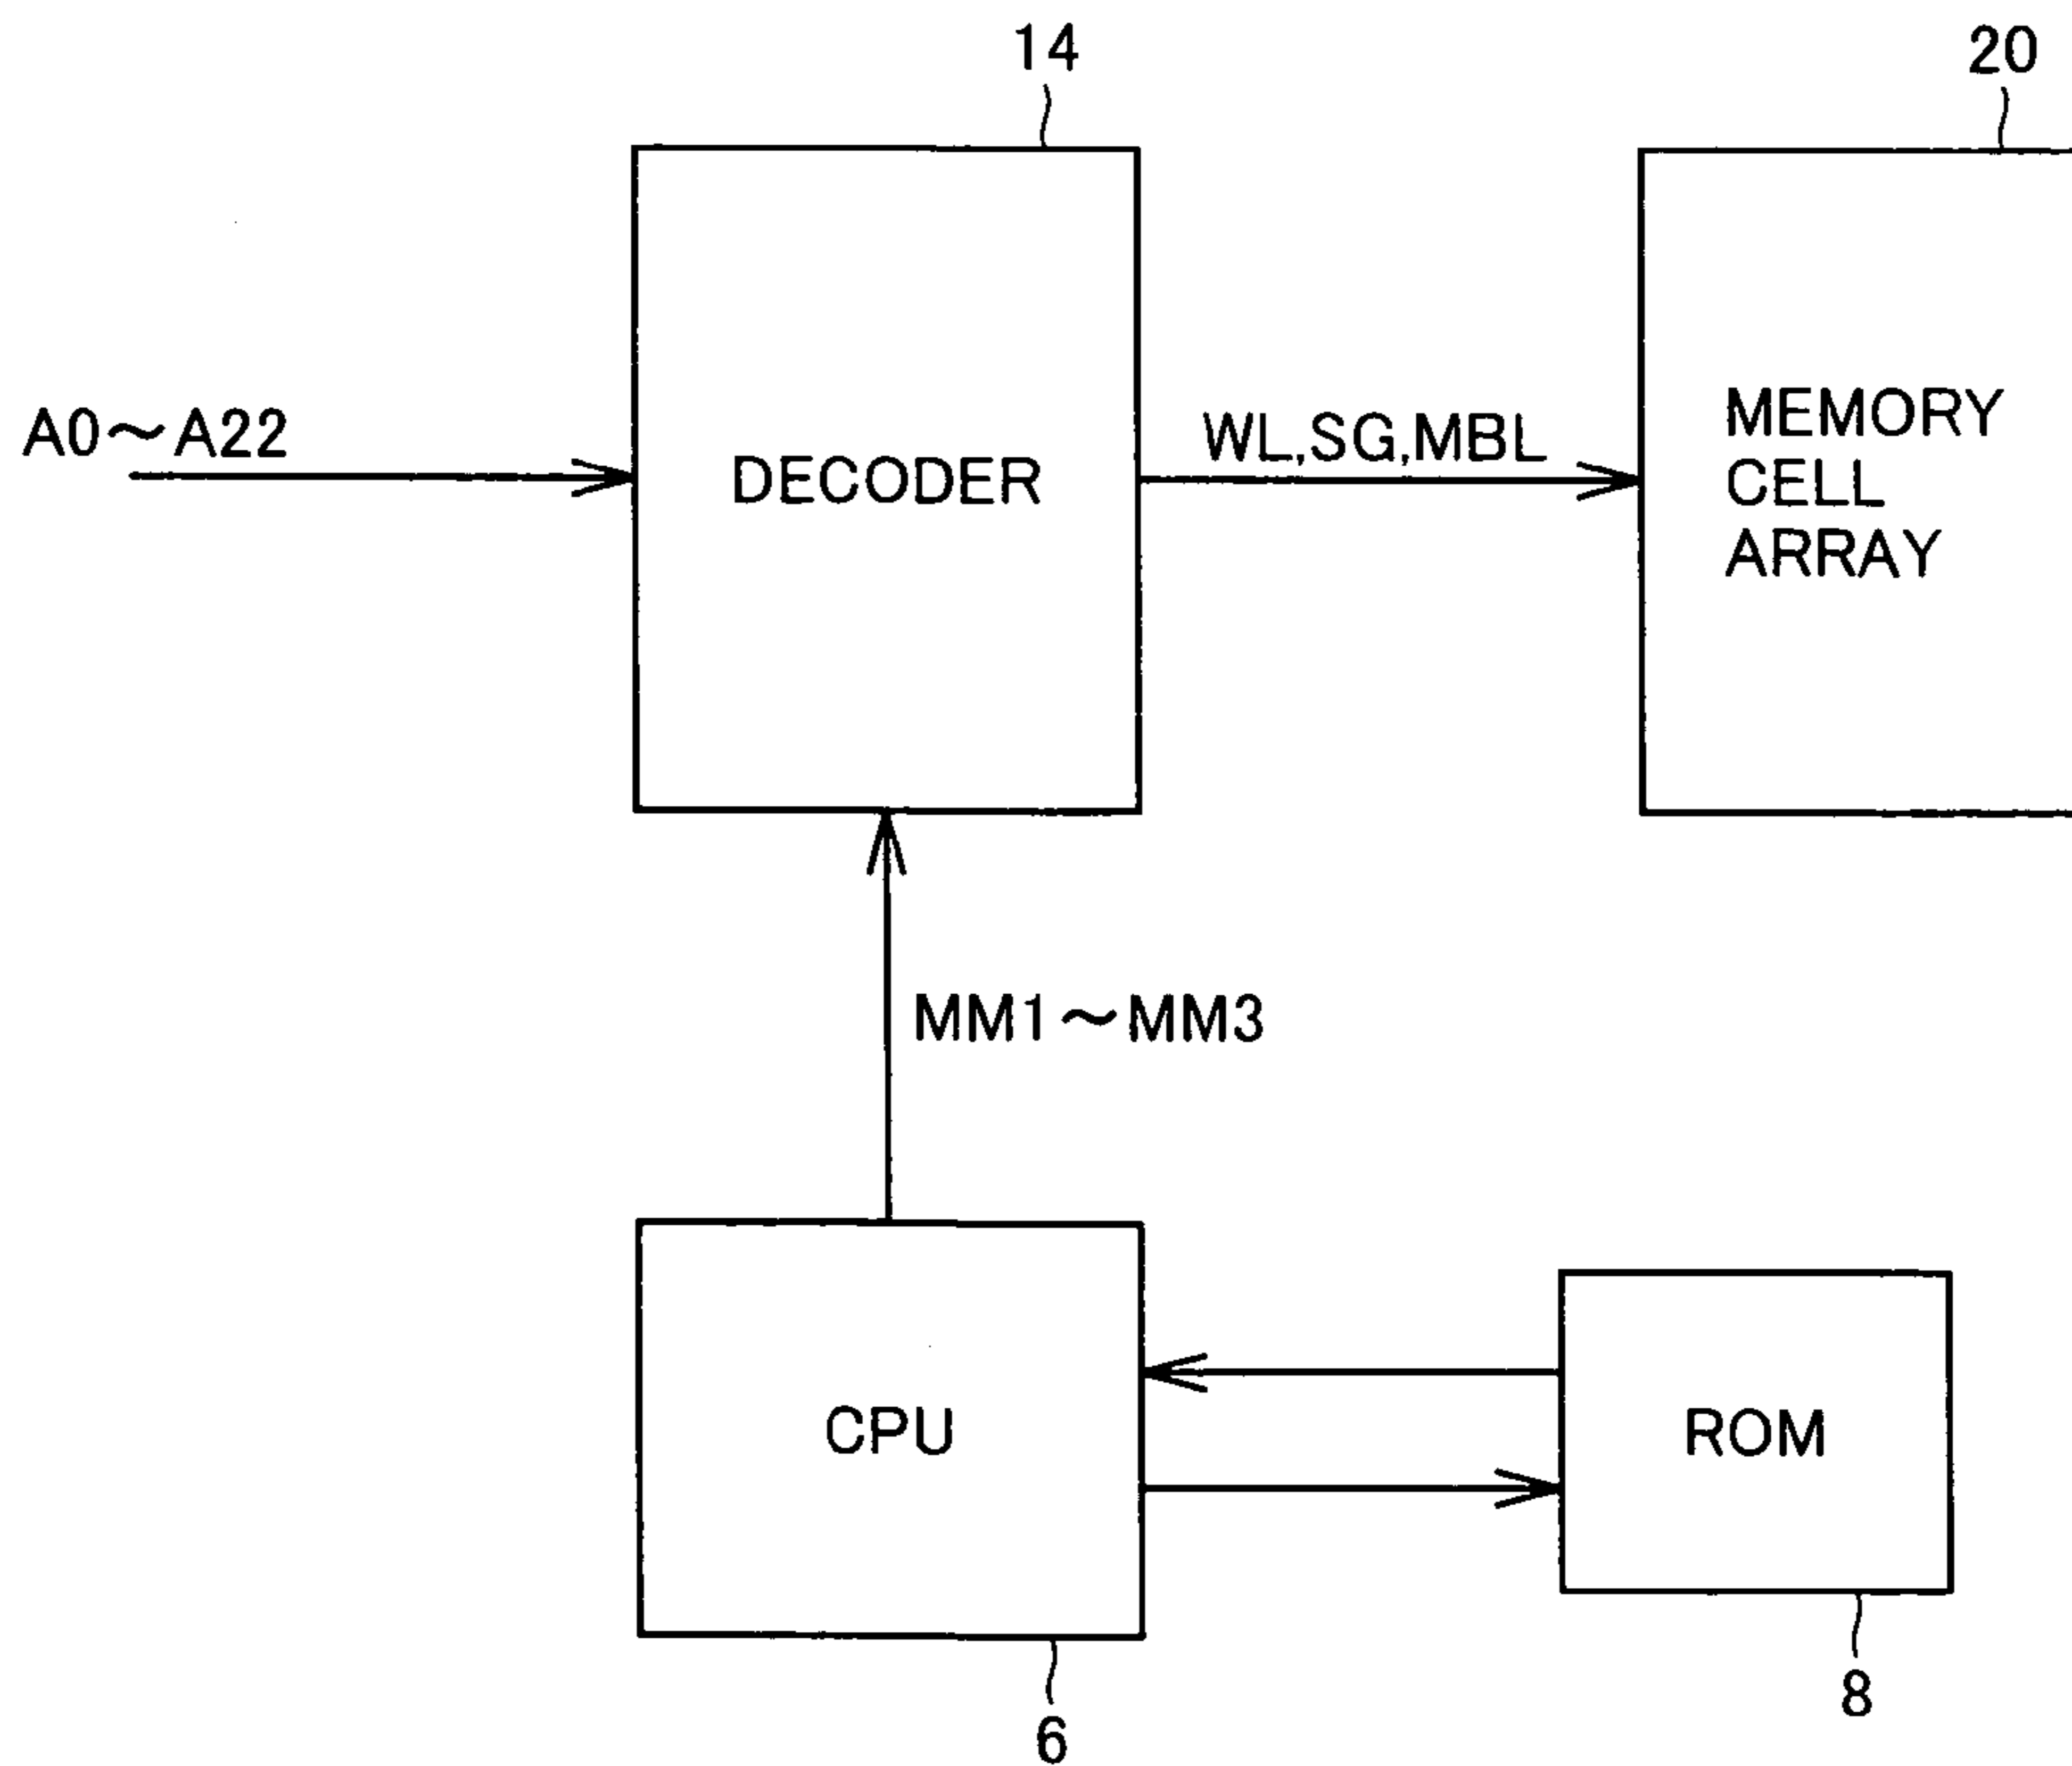 14
20
A0～A22
DECODER
WL,SG,MBL
MEMORY
CELL
ARRAY
MM1～MM3
CPU
ROM
6
8